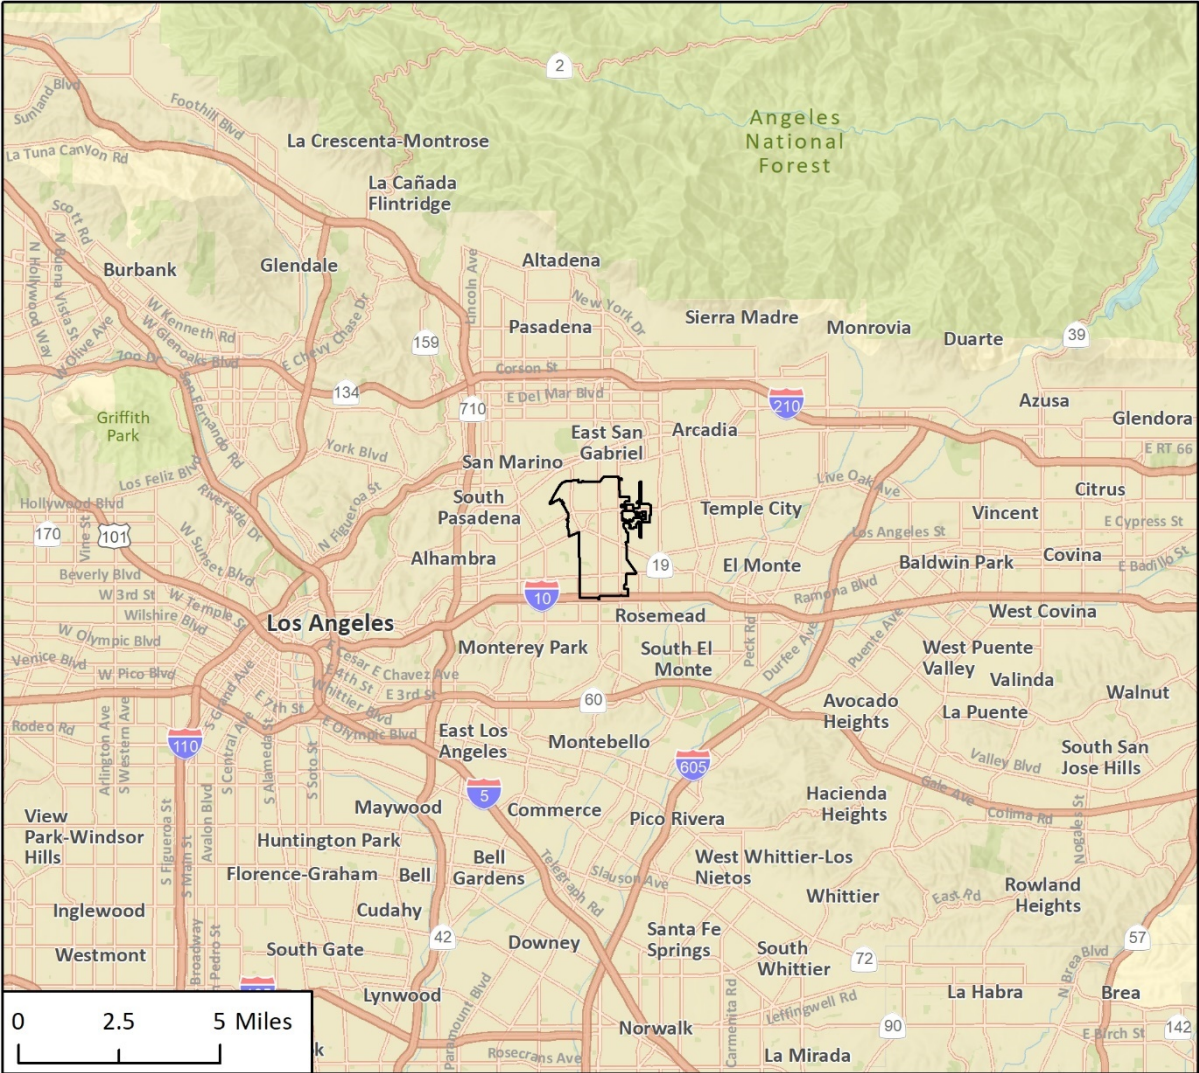 2
Sunland Blvd
Foothill Blvd
Angeles
National
Forest
La Crescenta-Montrose
La Tuna Canyon Rd
La Cañada
Flintridge
Scott Rd
N Hollywood Way
N Buena Vista St
Burbank
Glendale
Altadena
Lincoln Ave
New York Dr
W Kenneth Rd
W Glenoaks Blvd
W Olive Ave
E Chevy Chase Dr
Pasadena
Sierra Madre
Monrovia
Duarte
39
159
Zoo Dr
San Fernando Rd
Corson St
134
E Del Mar Blvd
710
210
Azusa
Glendora
Griffith
Park
East San
Gabriel
Arcadia
E RT 66
York Blvd
San Marino
Los Feliz Blvd
Live Oak Ave
Citrus
Hollywood Blvd
Riverside Dr
N Figueroa St
South
Pasadena
Temple City
Vincent
E Cypress St
170
Vine St
101
W Sunset Blvd
Los Angeles St
Alhambra
19
El Monte
Baldwin Park
Covina
E Badillo St
Beverly Blvd
W 3rd St
W Temple St
Wilshire Blvd
10
Ramona Blvd
Rosemead
West Covina
Los Angeles
W Olympic Blvd
Venice Blvd
W Pico Blvd
E Cesar E Chavez Ave
E 4th St
Whittier Blvd
E 3rd St
Monterey Park
South El
Monte
Peck Rd
Durfee Ave
Puente Ave
West Puente
Valley
Valinda
Walnut
60
Avocado
Heights
La Puente
Rodeo Rd
Arlington Ave
S Western Ave
110
S Grand Ave
S Central Ave
E 7th St
S Alameda St
S Soto St
E Olympic Blvd
East Los
Angeles
Montebello
605
Valley Blvd
South San
Jose Hills
5
Gale Ave
Colima Rd
Nogales St
Hacienda
Heights
Maywood
Commerce
Pico Rivera
View
Park-Windsor
Hills
S Figueroa St
S Main St
Avalon Blvd
Huntington Park
Florence-Graham
Bell
Bell
Gardens
Telegraph Rd
Slauson Ave
West Whittier-Los
Nietos
Whittier
East Rd
Rowland
Heights
Inglewood
Cudahy
42
Westmont
Broadway
Pedro St
South Gate
Downey
Santa Fe
Springs
South
Whittier
72
57
N Brea Blvd
Lynwood
Paramount Blvd
Carmenita Rd
Leffingwell Rd
La Habra
Brea
Norwalk
90
E Birch St
142
Rosecrans Ave
La Mirada
0 2.5 5 Miles